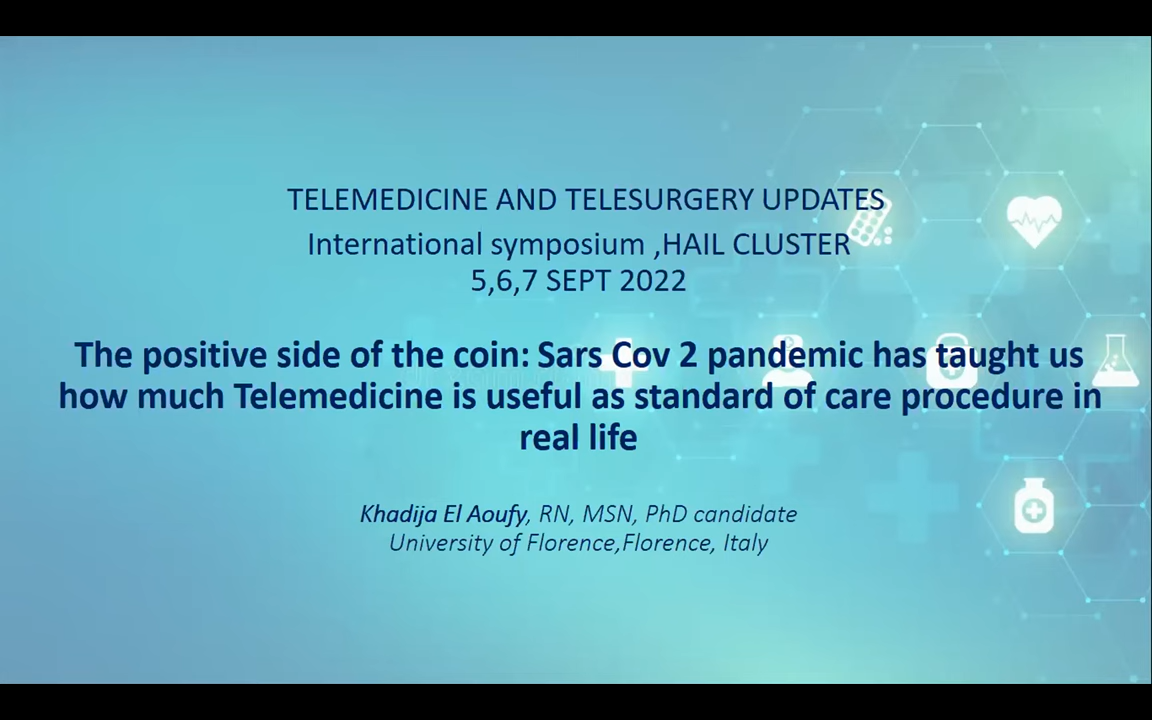 TELEMEDICINE AND TELESURGERY UPDATES
International symposium ,HAIL CLUSTER
5,6,7 SEPT 2022
The positive side of the coin: Sars Cov 2 pandemic has taught us
how much Telemedicine is useful as standard of care procedure in
real life
Khadija El Aoufy, RN, MSN, PhD candidate
University of Florence,Florence, Italy